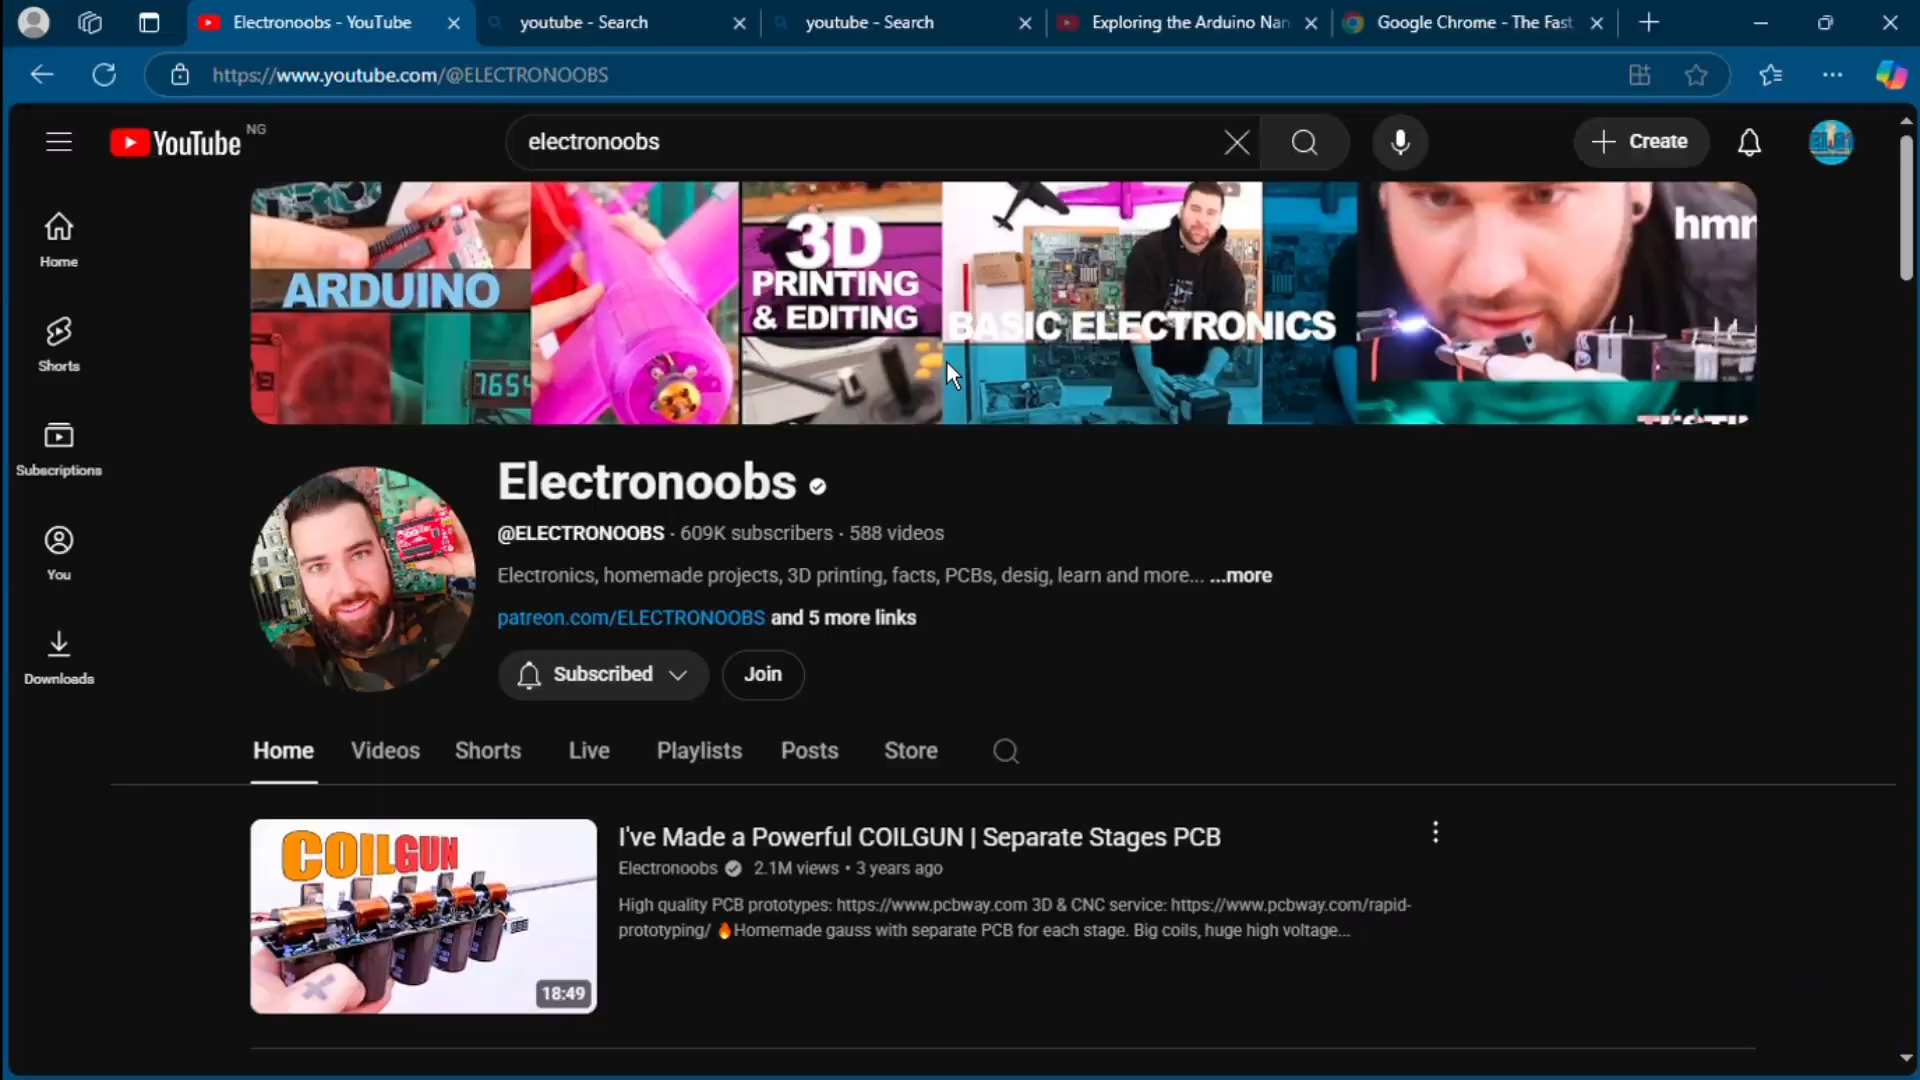 Electronoobs - YouTube
youtube - Search
youtube - Search
Exploring the Arduino Nan
Google Chrome - The Fast
https://www.youtube.com/@ELECTRONOOBS
YouTube NG
electronoobs
Create
Home
Shorts
Subscriptions
You
Downloads
ARDUINO
7654
3D
PRINTING
& EDITING
BASIC ELECTRONICS
hmm
Electronoobs
@ELECTRONOOBS · 609K subscribers · 588 videos
Electronics, homemade projects, 3D printing, facts, PCBs, desig, learn and more... ...more
patreon.com/ELECTRONOOBS and 5 more links
Subscribed
Join
Home Videos Shorts Live Playlists Posts Store
COILGUN
18:49
I've Made a Powerful COILGUN | Separate Stages PCB
Electronoobs 2.1M views • 3 years ago
High quality PCB prototypes: https://www.pcbway.com 3D & CNC service: https://www.pcbway.com/rapid-
prototyping/ 🔥Homemade gauss with separate PCB for each stage. Big coils, huge high voltage...